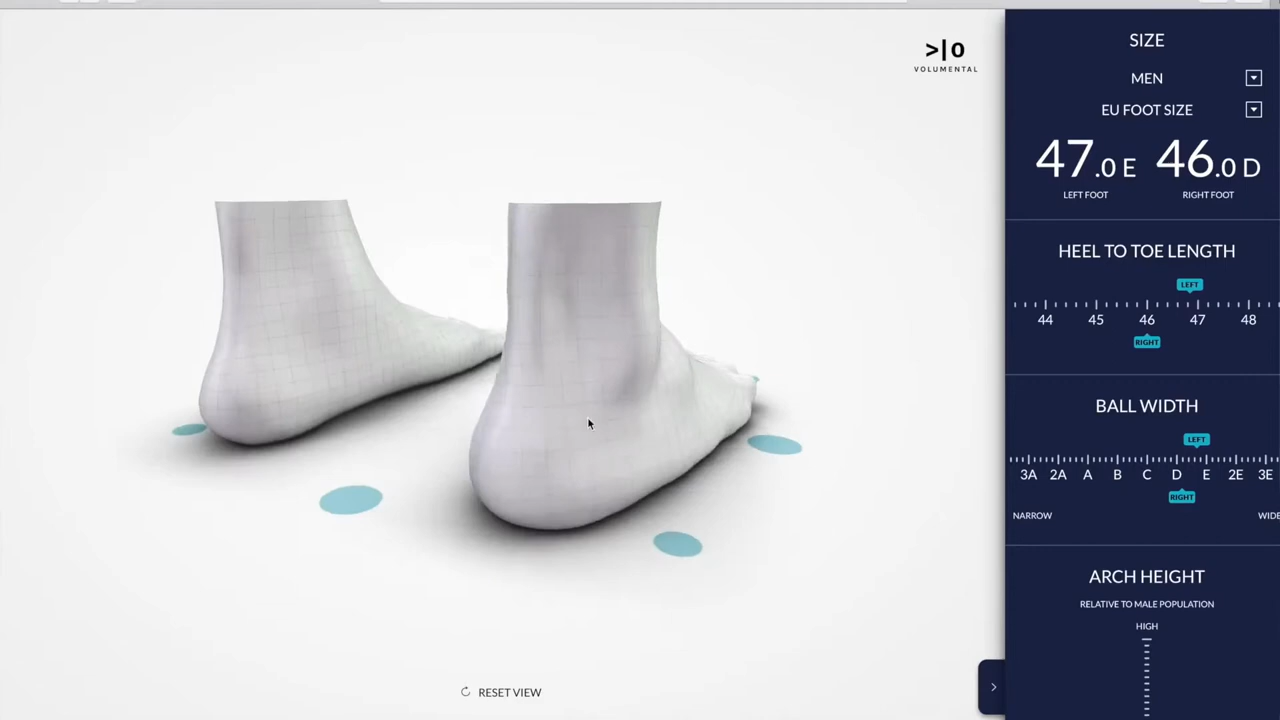 >|0
VOLUMENTAL
SIZE
MEN
EU FOOT SIZE
47.0 E 46.0 D
LEFT FOOT RIGHT FOOT
HEEL TO TOE LENGTH
LEFT
44 45 46 47 48
RIGHT
BALL WIDTH
LEFT
3A 2A A B C D E 2E 3E
RIGHT
NARROW WIDE
ARCH HEIGHT
RELATIVE TO MALE POPULATION
HIGH
RESET VIEW